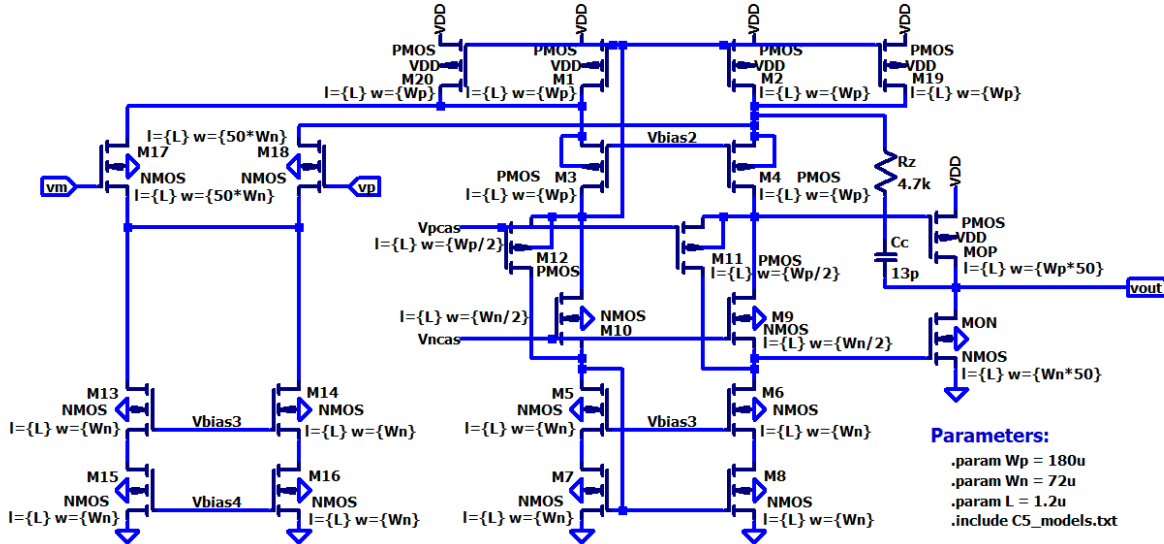 VDD VDD VDD VDD
PMOS PMOS PMOS PMOS
VDD VDD VDD VDD
M20 M1 M2 M19
l={L} w={Wp} l={L} w={Wp} l={L} w={Wp} l={L} w={Wp}
l={L} w={50*Wn}
M17 M18 Vbias2
NMOS NMOS M3 M4 Rz
vm l={L} w={50*Wn} vp PMOS PMOS 4.7k VDD
l={L} w={Wp} l={L} w={Wp}
Vpcas PMOS
l={L} w={Wp/2} M12 M11 PMOS Cc VDD
PMOS l={L} w={Wp/2} MOP
13p l={L} w={Wp*50}
vout
l={L} w={Wn/2} NMOS M9 MON
M10 NMOS
Vncas l={L} w={Wn/2} NMOS
l={L} w={Wn*50}
M13 M14 M5 M6
NMOS NMOS NMOS NMOS
l={L} w={Wn} Vbias3 l={L} w={Wn} l={L} w={Wn} Vbias3 l={L} w={Wn}
M15 M16 M7 M8
NMOS Vbias4 NMOS NMOS NMOS
l={L} w={Wn} l={L} w={Wn} l={L} w={Wn} l={L} w={Wn}
Parameters:
.param Wp = 180u
.param Wn = 72u
.param L = 1.2u
.include C5_models.txt